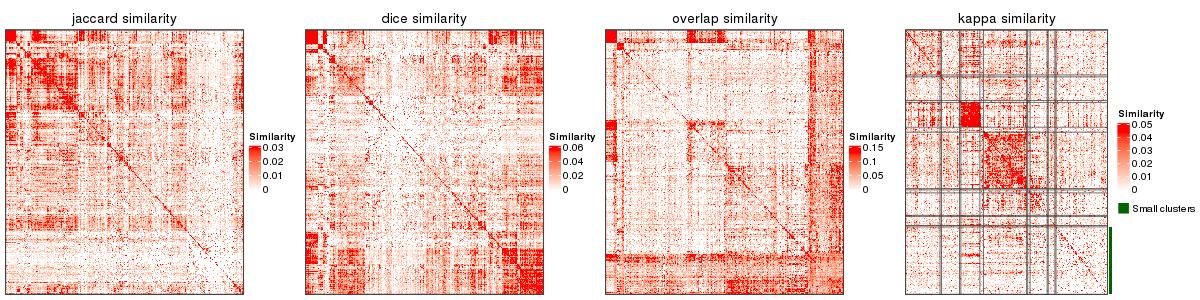 jaccard similarity
Similarity
0.03
0.02
0.01
0
dice similarity
Similarity
0.06
0.04
0.02
0
overlap similarity
Similarity
0.15
0.1
0.05
0
kappa similarity
Similarity
0.05
0.04
0.03
0.02
0.01
0
Small clusters